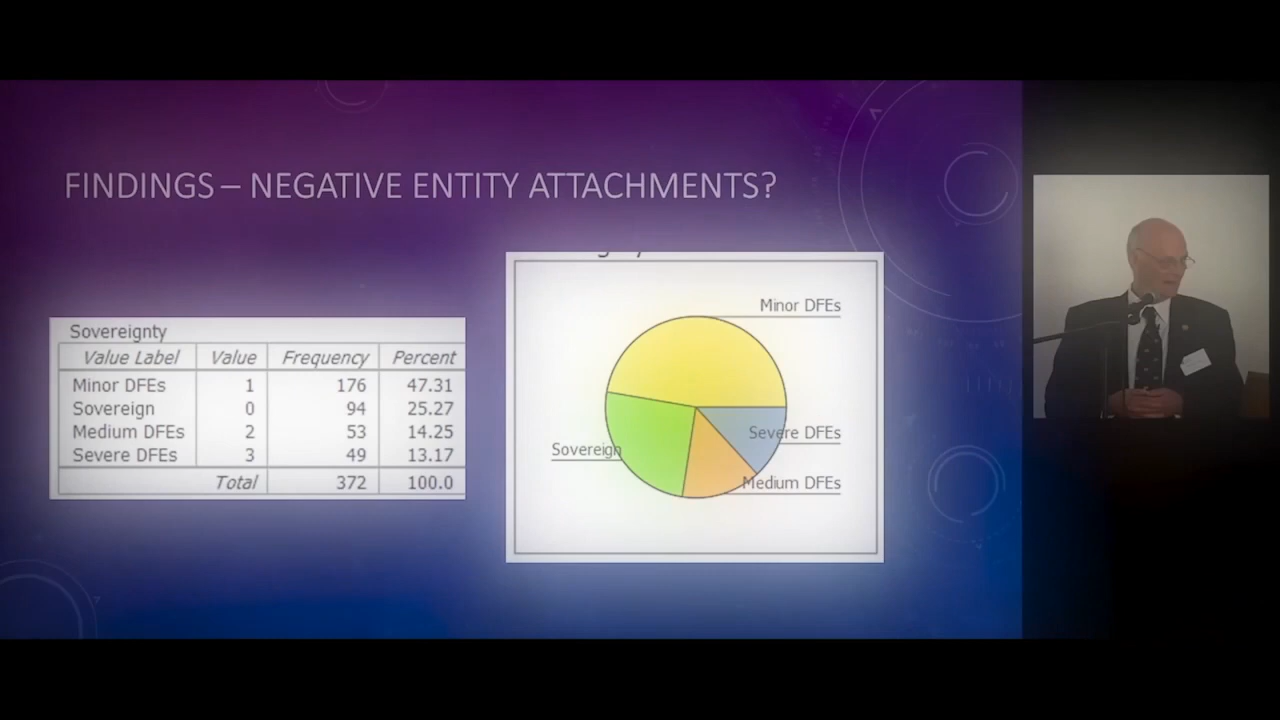 FINDINGS – NEGATIVE ENTITY ATTACHMENTS?
Sovereignty
Value Label Value Frequency Percent
Minor DFEs 1 176 47.31
Sovereign 0 94 25.27
Medium DFEs 2 53 14.25
Severe DFEs 3 49 13.17
Total 372 100.0
Minor DFEs
Severe DFEs
Sovereign
Medium DFEs